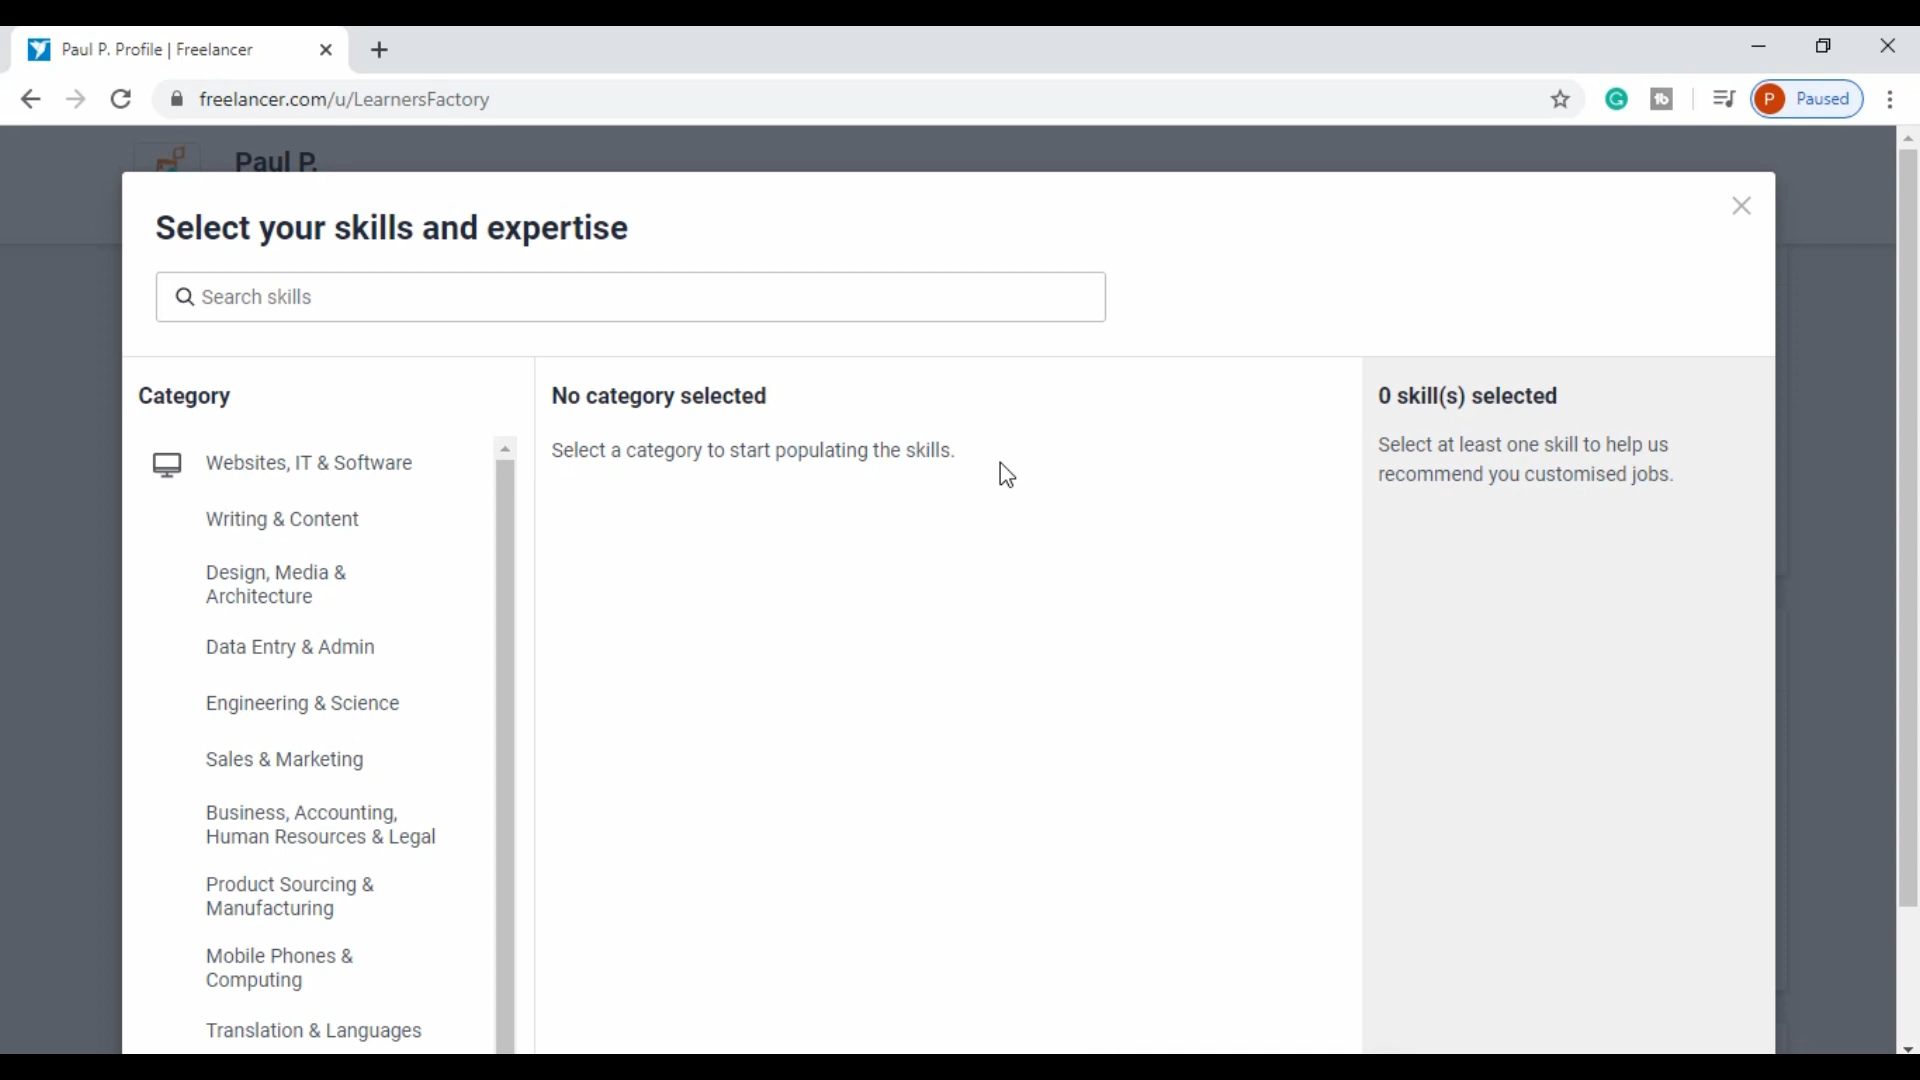 Paul P. Profile | Freelancer
freelancer.com/u/LearnersFactory
P Paused
Paul P.
Select your skills and expertise
Search skills
Category
No category selected
0 skill(s) selected
Select a category to start populating the skills.
Select at least one skill to help us
recommend you customised jobs.
Websites, IT & Software
Writing & Content
Design, Media &
Architecture
Data Entry & Admin
Engineering & Science
Sales & Marketing
Business, Accounting,
Human Resources & Legal
Product Sourcing &
Manufacturing
Mobile Phones &
Computing
Translation & Languages